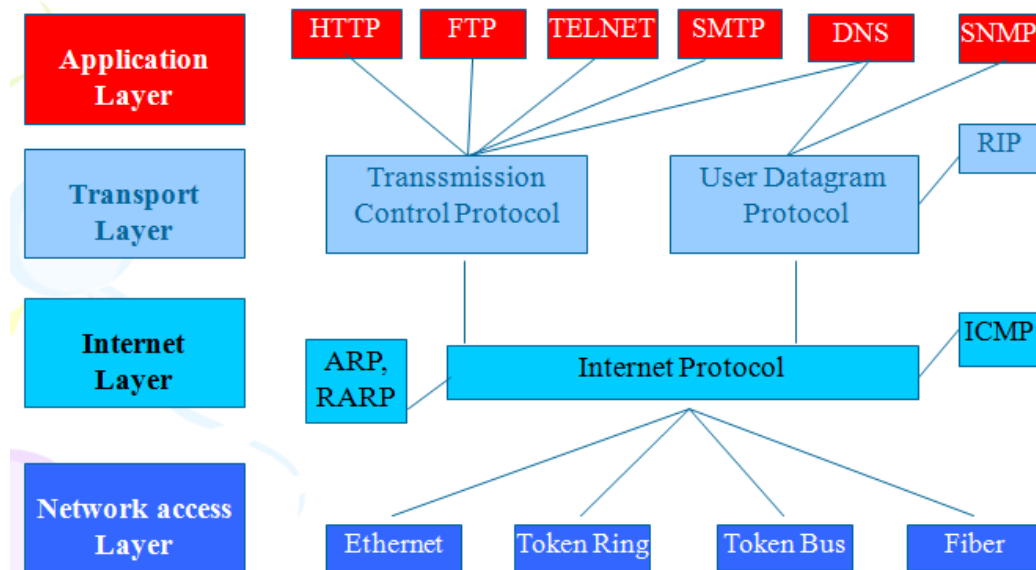 HTTP FTP TELNET SMTP DNS SNMP
Application
Layer
Transport
Layer
Transsmission
Control Protocol
User Datagram
Protocol
RIP
Internet
Layer
ARP,
RARP
Internet Protocol
ICMP
Network access
Layer
Ethernet Token Ring Token Bus Fiber